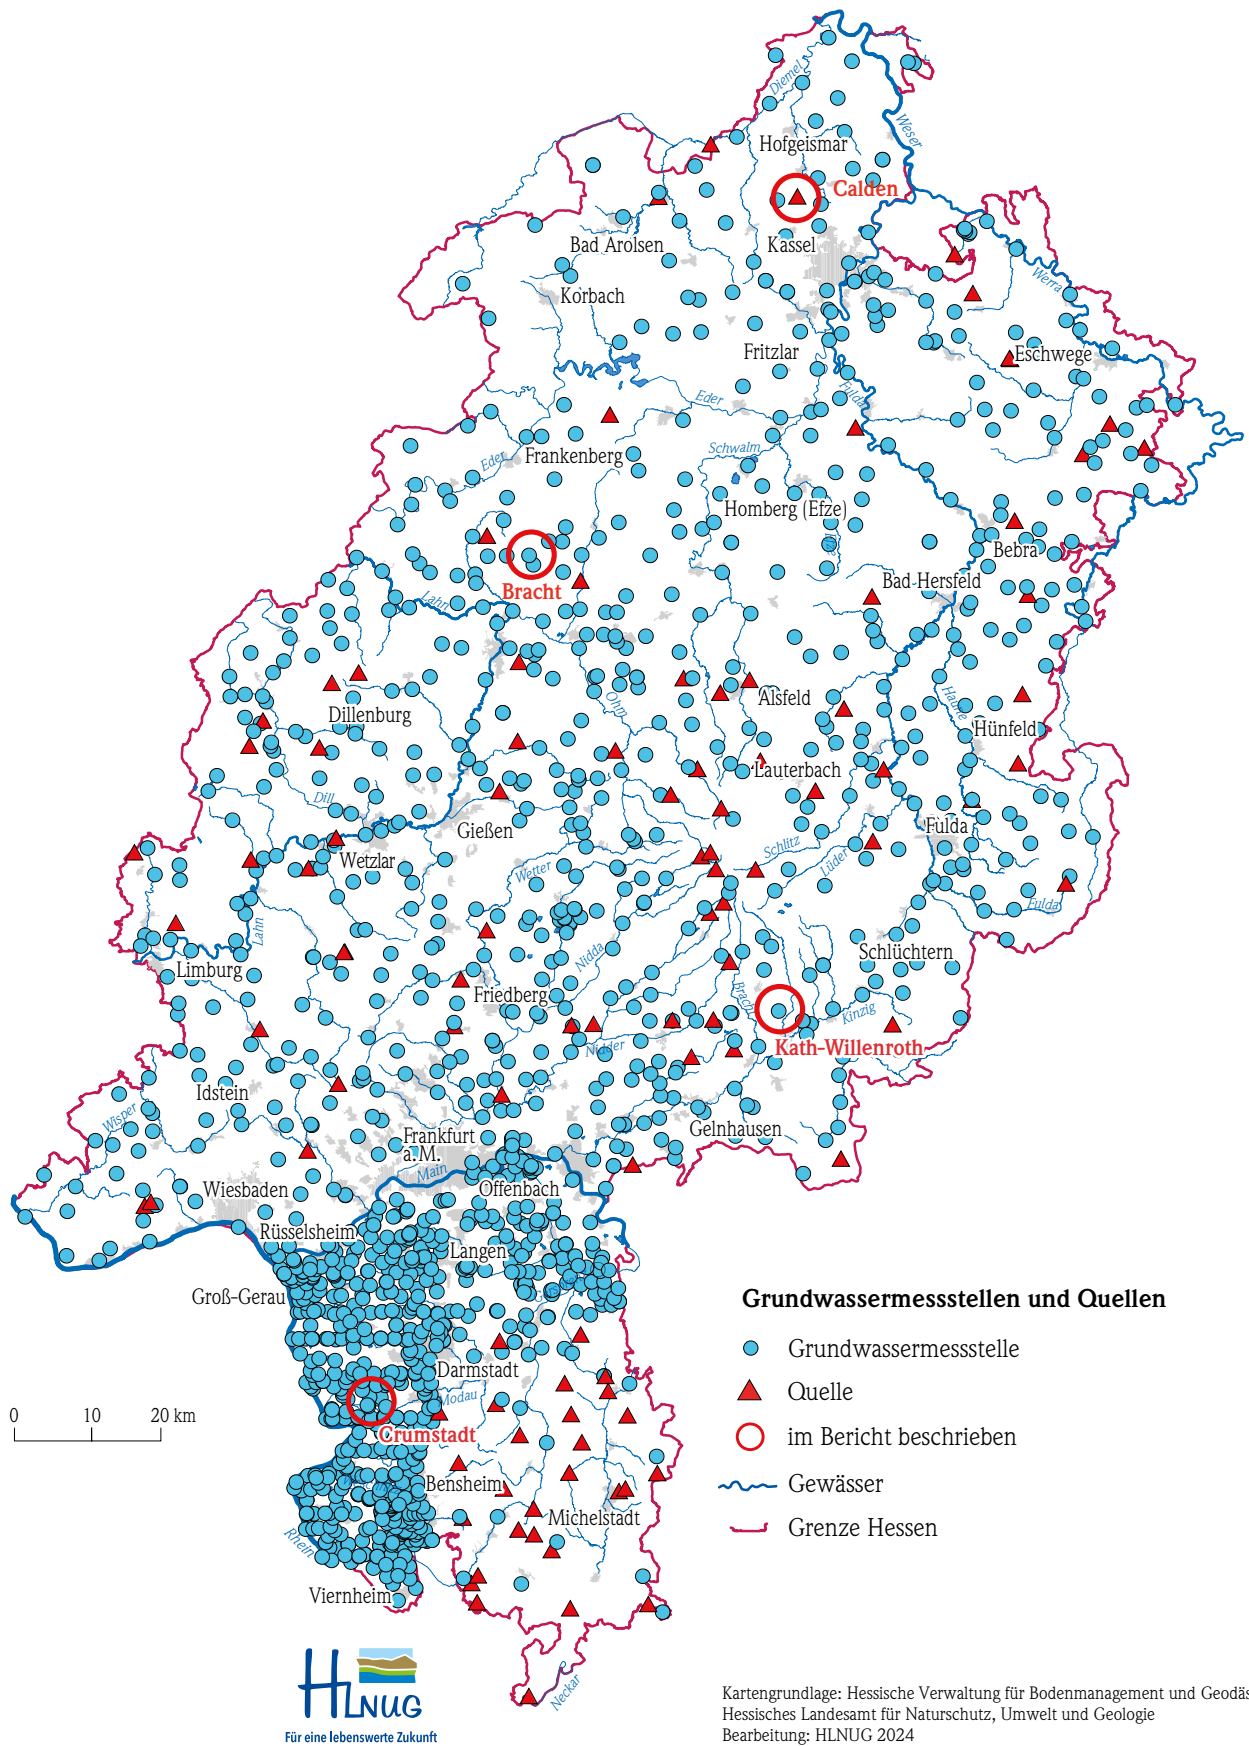 Diemel
Weser
Hofgeismar
Calden
Bad Arolsen
Kassel
Werra
Korbach
Fritzlar
Eschwege
Eder
Fulda
Schwalm
Eder
Frankenberg
Homberg (Efze)
Bebra
Bad Hersfeld
Bracht
Lahn
Haune
Ohm
Alsfeld
Dillenburg
Hünfeld
Lauterbach
Dill
Gießen
Fulda
Schlitz
Lüder
Wetzlar
Wetter
Fulda
Lahn
Nidda
Schlüchtern
Limburg
Friedberg
Bracht
Kinzig
Nidder
Kath-Willenroth
Idstein
Wisper
Gelnhausen
Frankfurt
a. M.
Main
Wiesbaden
Offenbach
Rüsselsheim
Langen
Groß-Gerau
Darmstadt
Modau
Crumstadt
Bensheim
Michelstadt
Rhein
Viernheim
Neckar
Grundwassermessstellen und Quellen
Grundwassermessstelle
Quelle
im Bericht beschrieben
Gewässer
Grenze Hessen
0 10 20 km
HLNUG
Für eine lebenswerte Zukunft
Kartengrundlage: Hessische Verwaltung für Bodenmanagement und Geodäs
Hessisches Landesamt für Naturschutz, Umwelt und Geologie
Bearbeitung: HLNUG 2024